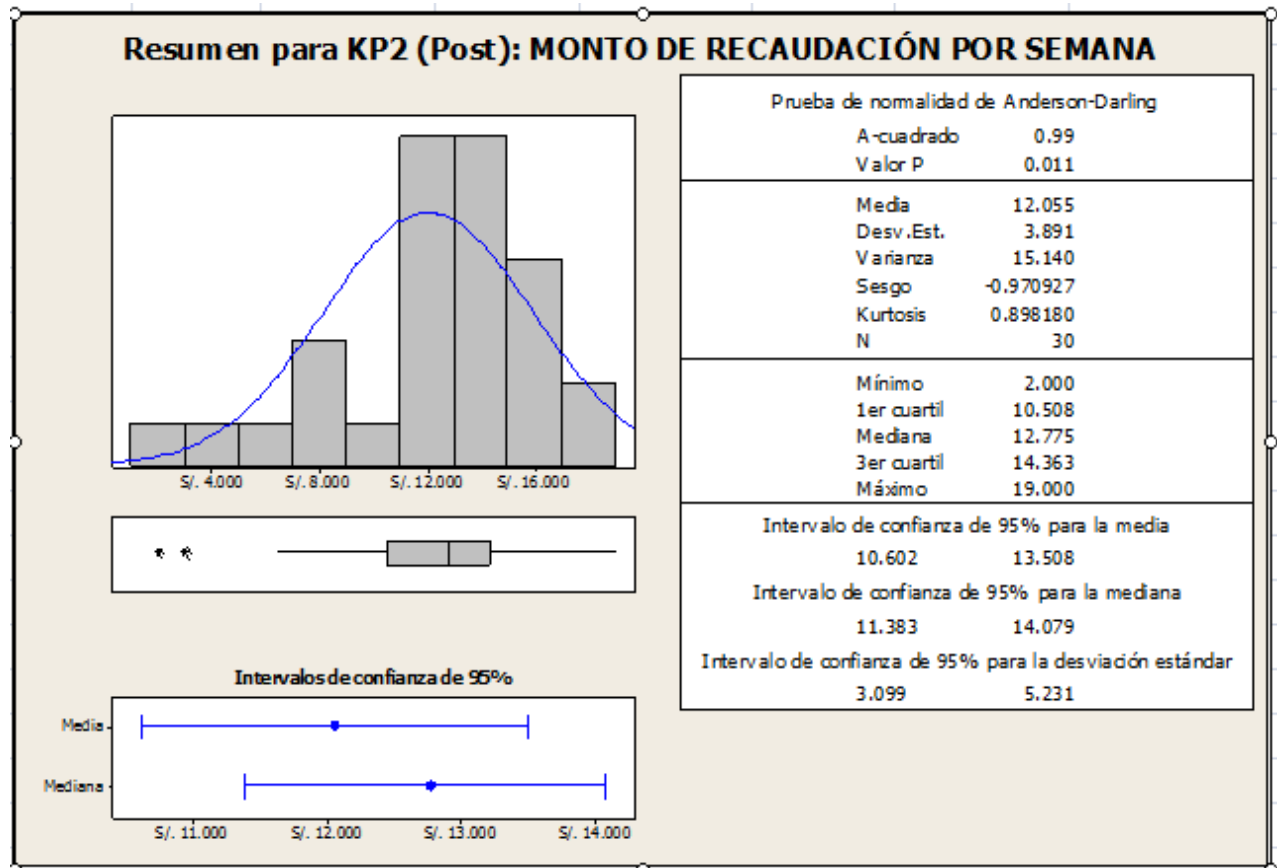 Resumen para KP2 (Post): MONTO DE RECAUDACIÓN POR SEMANA
S/. 4.000 S/. 8.000 S/. 12.000 S/. 16.000
Intervalos de confianza de 95%
Media
Mediana
S/. 11.000 S/. 12.000 S/. 13.000 S/. 14.000
Prueba de normalidad de Anderson-Darling
A-cuadrado 0.99
Valor P 0.011
Media 12.055
Desv.Est. 3.891
Varianza 15.140
Sesgo -0.970927
Kurtosis 0.898180
N 30
Mínimo 2.000
1er cuartil 10.508
Mediana 12.775
3er cuartil 14.363
Máximo 19.000
Intervalo de confianza de 95% para la media
10.602 13.508
Intervalo de confianza de 95% para la mediana
11.383 14.079
Intervalo de confianza de 95% para la desviación estándar
3.099 5.231